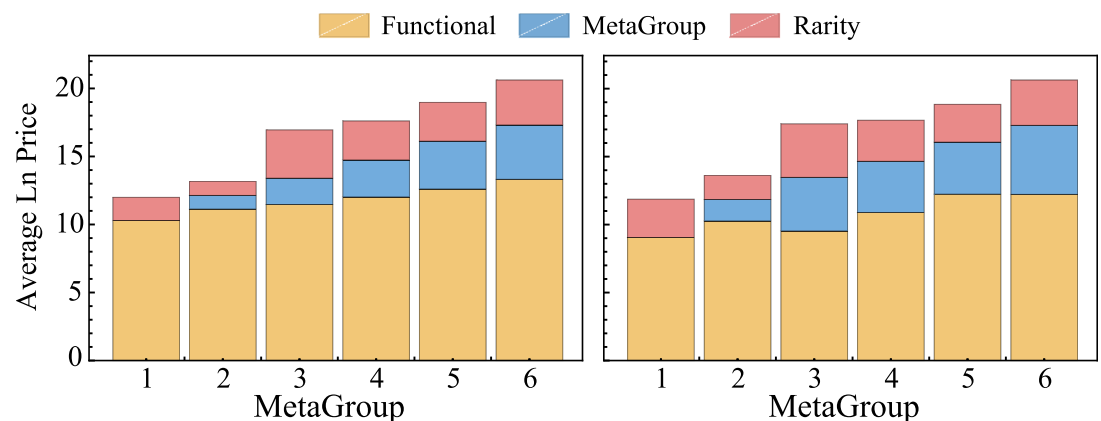 Functional MetaGroup Rarity
Average Ln Price
20
15
10
5
0
1 2 3 4 5 6
MetaGroup
1 2 3 4 5 6
MetaGroup